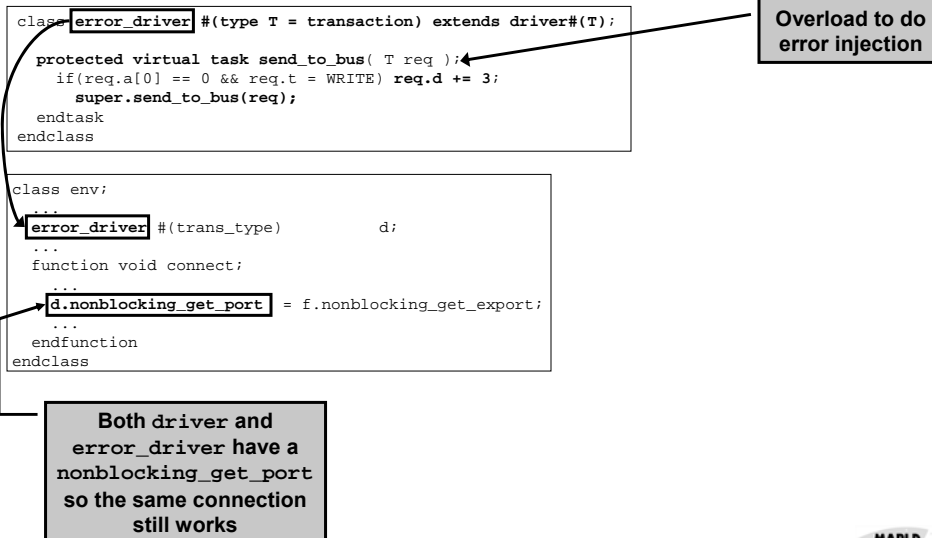 class error_driver #(type T = transaction) extends driver#(T);
protected virtual task send_to_bus( T req );
if(req.a[0] == 0 && req.t = WRITE) req.d += 3;
super.send_to_bus(req);
endtask
endclass
Overload to do
error injection
class env;
...
error_driver #(trans_type) d;
...
function void connect;
...
d.nonblocking_get_port = f.nonblocking_get_export;
...
endfunction
endclass
Both driver and
error_driver have a
nonblocking_get_port
so the same connection
still works